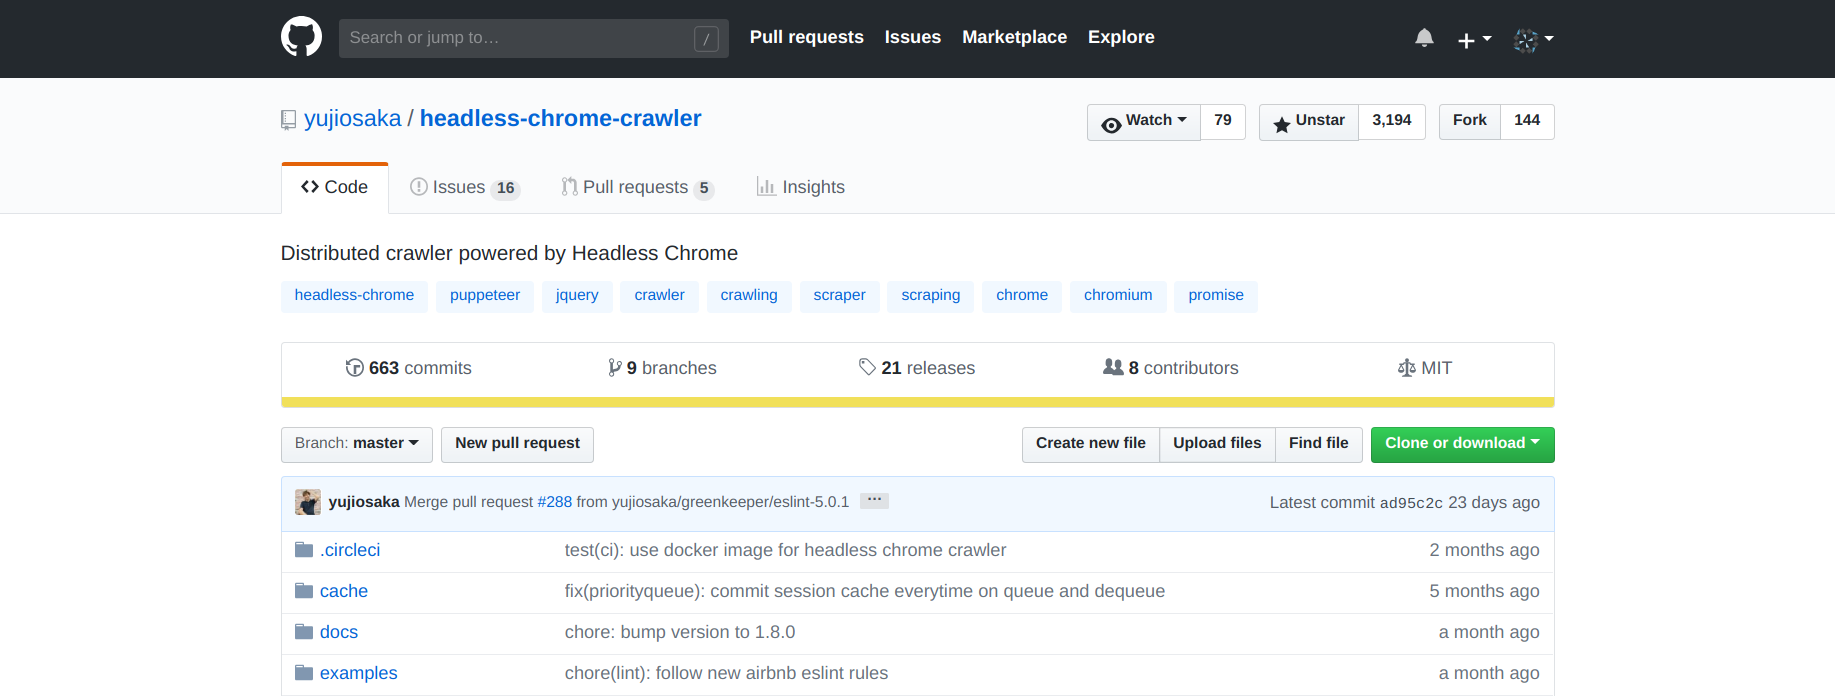 Search or jump to… / Pull requests Issues Marketplace Explore
yujiosaka / headless-chrome-crawler Watch 79 Unstar 3,194 Fork 144
Code Issues 16 Pull requests 5 Insights
Distributed crawler powered by Headless Chrome
headless-chrome puppeteer jquery crawler crawling scraper scraping chrome chromium promise
663 commits 9 branches 21 releases 8 contributors MIT
Branch: master New pull request Create new file Upload files Find file Clone or download
yujiosaka Merge pull request #288 from yujiosaka/greenkeeper/eslint-5.0.1 … Latest commit ad95c2c 23 days ago
.circleci test(ci): use docker image for headless chrome crawler 2 months ago
cache fix(priorityqueue): commit session cache everytime on queue and dequeue 5 months ago
docs chore: bump version to 1.8.0 a month ago
examples chore(lint): follow new airbnb eslint rules a month ago